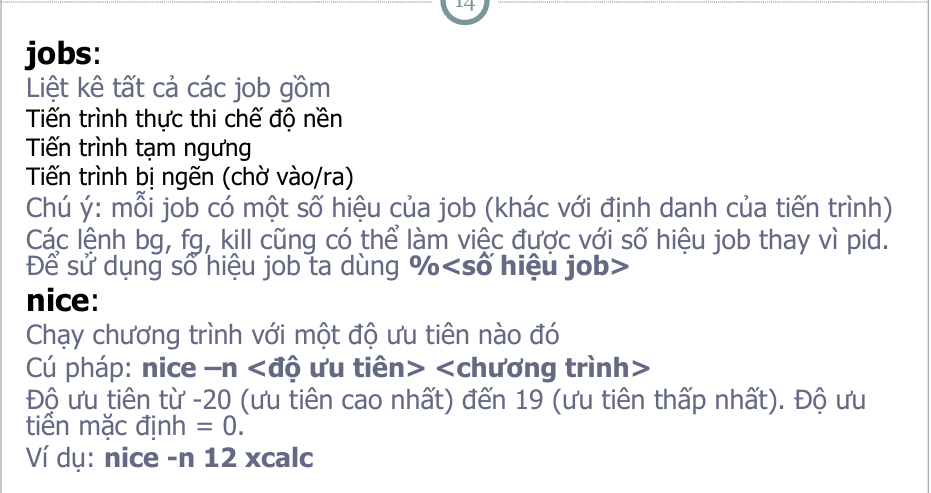 14
jobs:
Liệt kê tất cả các job gồm
Tiến trình thực thi chế độ nền
Tiến trình tạm ngưng
Tiến trình bị ngẽn (chờ vào/ra)
Chú ý: mỗi job có một số hiệu của job (khác với định danh của tiến trình)
Các lệnh bg, fg, kill cũng có thể làm việc được với số hiệu job thay vì pid.
Để sử dụng số hiệu job ta dùng %<số hiệu job>
nice:
Chạy chương trình với một độ ưu tiên nào đó
Cú pháp: nice –n <độ ưu tiên> <chương trình>
Độ ưu tiên từ -20 (ưu tiên cao nhất) đến 19 (ưu tiên thấp nhất). Độ ưu
tiên mặc định = 0.
Ví dụ: nice -n 12 xcalc